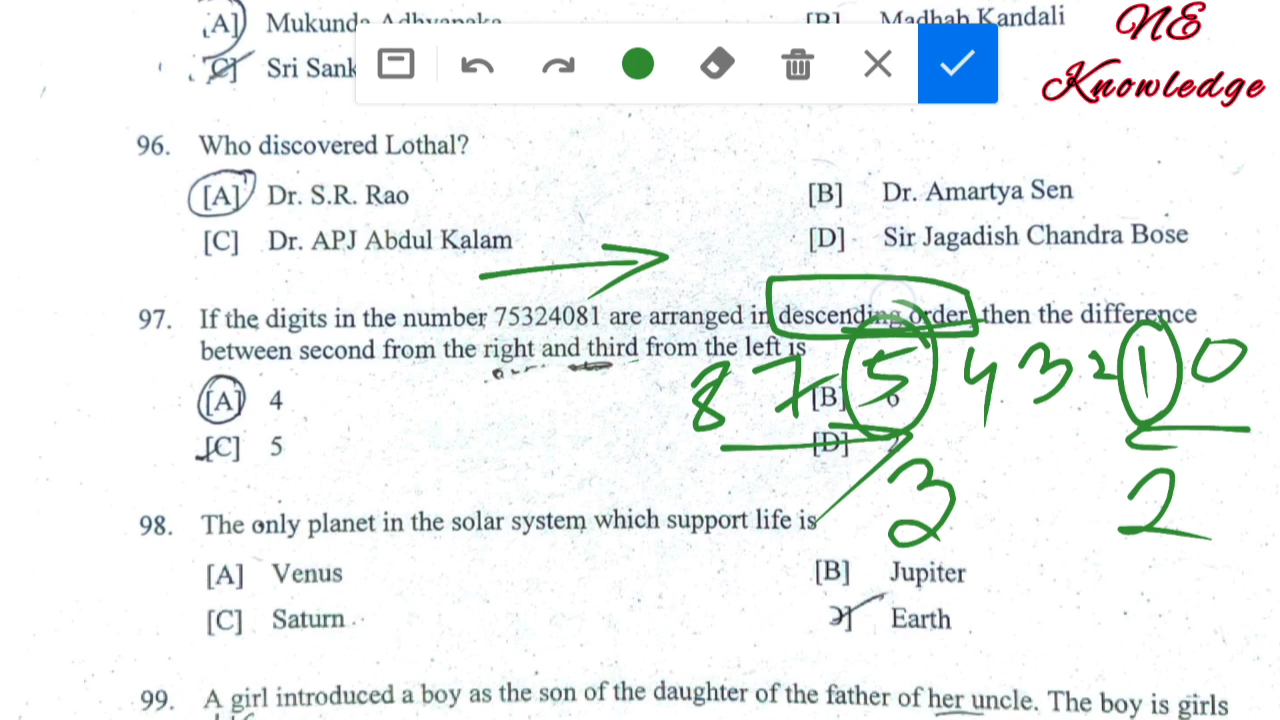 [A] Mukunda Adhyapaka [B] Madhab Kandali
NE
[C] Sri Sank
Knowledge
96. Who discovered Lothal?
[A] Dr. S.R. Rao [B] Dr. Amartya Sen
[C] Dr. APJ Abdul Kalam [D] Sir Jagadish Chandra Bose
97. If the digits in the number 75324081 are arranged in descending order then the difference
between second from the right and third from the left is
8 7 5 4 3 2 1 0
[A] 4 [B] 6
[C] 5 [D]
3 2
98. The only planet in the solar system which support life is
[A] Venus [B] Jupiter
[C] Saturn Earth
99. A girl introduced a boy as the son of the daughter of the father of her uncle. The boy is girls